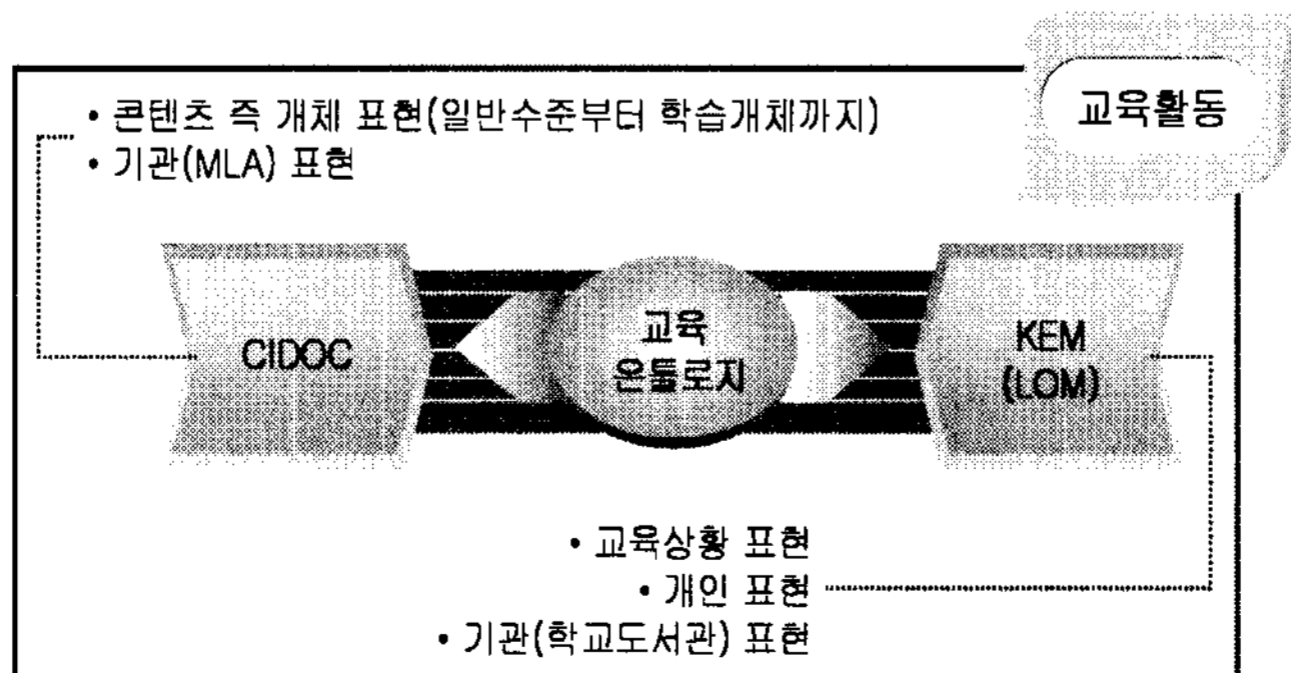 교육활동
• 콘텐츠 즉 개체 표현(일반수준부터 학습개체까지)
• 기관(MLA) 표현
CIDOC
교육
온톨로지
KEM
(LOM)
• 교육상황 표현
• 개인 표현
• 기관(학교도서관) 표현